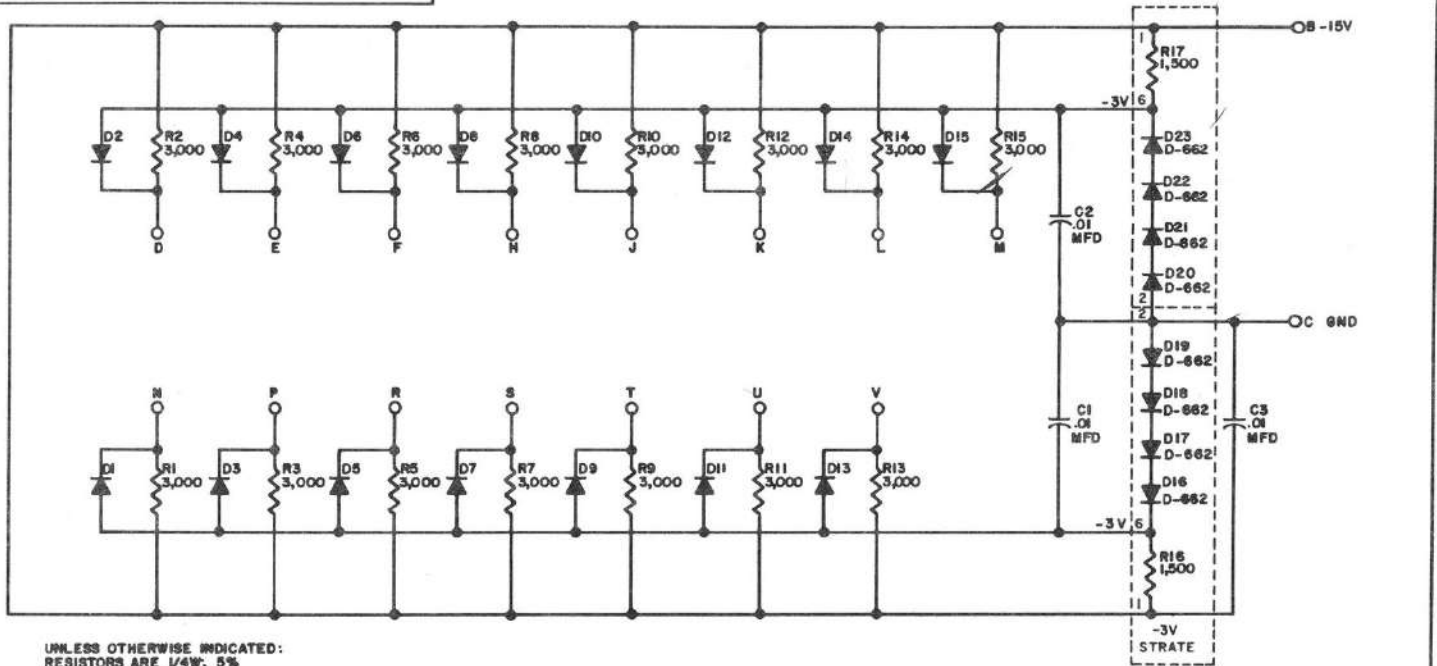 B -15V
1
R17
1,500
-3V 6
D2 R2 3,000
D4 R4 3,000
D6 R6 3,000
D8 R8 3,000
D10 R10 3,000
D12 R12 3,000
D14 R14 3,000
D15 R15 3,000
D23
D-662
D22
D-662
D21
D-662
D20
D-662
D E F H J K L M
C2
.01
MFD
2
2
C GND
D19
D-662
D18
D-662
D17
D-662
D16
D-662
N P R S T U V
C1
.01
MFD
C3
.01
MFD
D1 R1 3,000
D3 R3 3,000
D5 R5 3,000
D7 R7 3,000
D9 R9 3,000
D11 R11 3,000
D13 R13 3,000
-3V 6
R16
1,500
1
-3V
STRATE
UNLESS OTHERWISE INDICATED:
RESISTORS ARE 1/4W, 5%